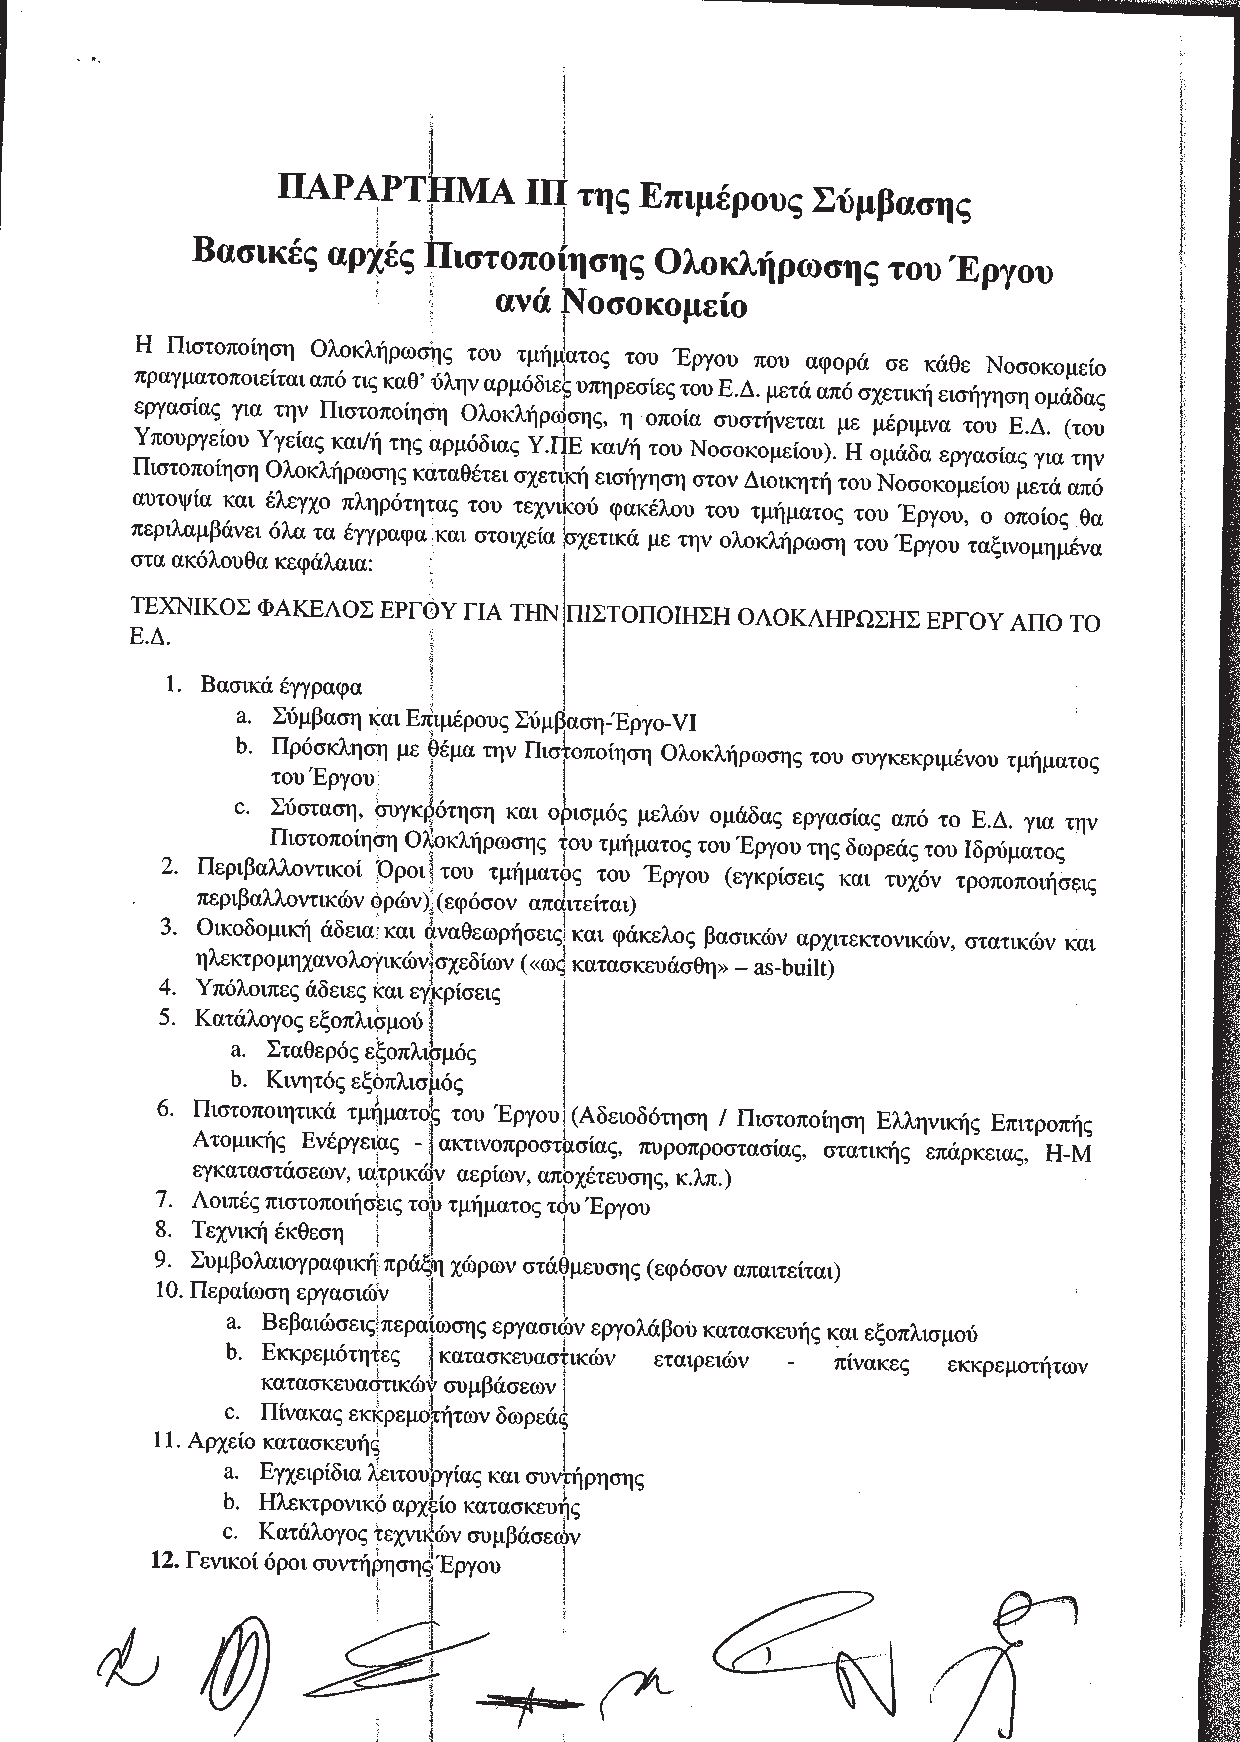 ΠΑΡΑΡΤΗΜΑ ΙΙΙ της Επιμέρους Σύμβασης
Βασικές αρχές Πιστοποίησης Ολοκλήρωσης του Έργου
ανά Νοσοκομείο
Η Πιστοποίηση Ολοκλήρωσης του τμήματος του Έργου που αφορά σε κάθε Νοσοκομείο
πραγματοποιείται από τις καθ’ ύλην αρμόδιες υπηρεσίες του Ε.Δ. μετά από σχετική εισήγηση ομάδας
εργασίας για την Πιστοποίηση Ολοκλήρωσης, η οποία συστήνεται με μέριμνα του Ε.Δ. (του
Υπουργείου Υγείας και/ή της αρμόδιας Υ.ΠΕ και/ή του Νοσοκομείου). Η ομάδα εργασίας για την
Πιστοποίηση Ολοκλήρωσης καταθέτει σχετική εισήγηση στον Διοικητή του Νοσοκομείου μετά από
αυτοψία και έλεγχο πληρότητας του τεχνικού φακέλου του τμήματος του Έργου, ο οποίος θα
περιλαμβάνει όλα τα έγγραφα και στοιχεία σχετικά με την ολοκλήρωση του Έργου ταξινομημένα
στα ακόλουθα κεφάλαια:
ΤΕΧΝΙΚΟΣ ΦΑΚΕΛΟΣ ΕΡΓΟΥ ΓΙΑ ΤΗΝ ΠΙΣΤΟΠΟΙΗΣΗ ΟΛΟΚΛΗΡΩΣΗΣ ΕΡΓΟΥ ΑΠΟ ΤΟ
Ε.Δ.
1. Βασικά έγγραφα
a. Σύμβαση και Επιμέρους Σύμβαση-Έργο-VI
b. Πρόσκληση με θέμα την Πιστοποίηση Ολοκλήρωσης του συγκεκριμένου τμήματος
του Έργου
c. Σύσταση, συγκρότηση και ορισμός μελών ομάδας εργασίας από το Ε.Δ. για την
Πιστοποίηση Ολοκλήρωσης του τμήματος του Έργου της δωρεάς του Ιδρύματος
2. Περιβαλλοντικοί Όροι του τμήματος του Έργου (εγκρίσεις και τυχόν τροποποιήσεις
περιβαλλοντικών όρων) (εφόσον απαιτείται)
3. Οικοδομική άδεια και αναθεωρήσεις και φάκελος βασικών αρχιτεκτονικών, στατικών και
ηλεκτρομηχανολογικών σχεδίων («ως κατασκευάσθη» – as-built)
4. Υπόλοιπες άδειες και εγκρίσεις
5. Κατάλογος εξοπλισμού
a. Σταθερός εξοπλισμός
b. Κινητός εξοπλισμός
6. Πιστοποιητικά τμήματος του Έργου (Αδειοδότηση / Πιστοποίηση Ελληνικής Επιτροπής
Ατομικής Ενέργειας - ακτινοπροστασίας, πυροπροστασίας, στατικής επάρκειας, Η-Μ
εγκαταστάσεων, ιατρικών αερίων, αποχέτευσης, κ.λπ.)
7. Λοιπές πιστοποιήσεις του τμήματος του Έργου
8. Τεχνική έκθεση
9. Συμβολαιογραφική πράξη χώρων στάθμευσης (εφόσον απαιτείται)
10. Περαίωση εργασιών
a. Βεβαιώσεις περαίωσης εργασιών εργολάβου κατασκευής και εξοπλισμού
b. Εκκρεμότητες κατασκευαστικών εταιρειών - πίνακες εκκρεμοτήτων
κατασκευαστικών συμβάσεων
c. Πίνακας εκκρεμοτήτων δωρεάς
11. Αρχείο κατασκευής
a. Εγχειρίδια λειτουργίας και συντήρησης
b. Ηλεκτρονικό αρχείο κατασκευής
c. Κατάλογος τεχνικών συμβάσεων
12. Γενικοί όροι συντήρησης Έργου